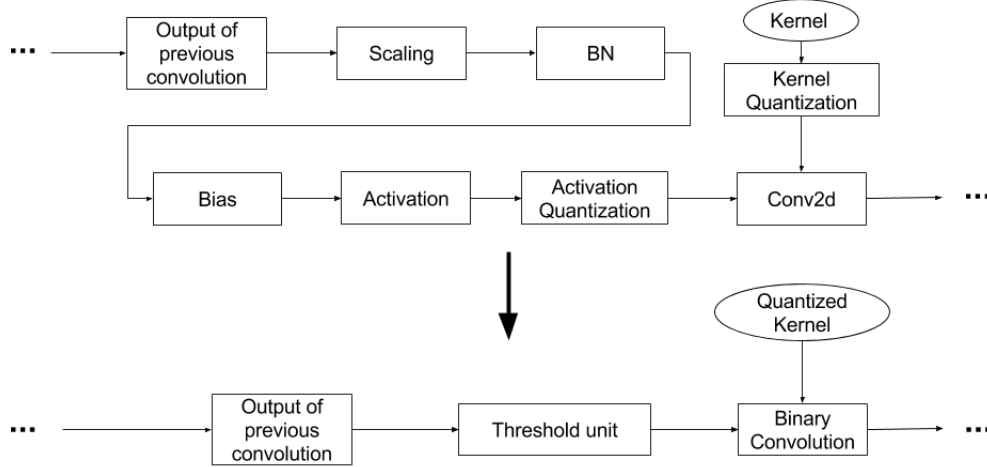 ...
Output of
previous
convolution
Scaling
BN
Kernel
Kernel
Quantization
Bias
Activation
Activation
Quantization
Conv2d
...
Quantized
Kernel
...
Output of
previous
convolution
Threshold unit
Binary
Convolution
...